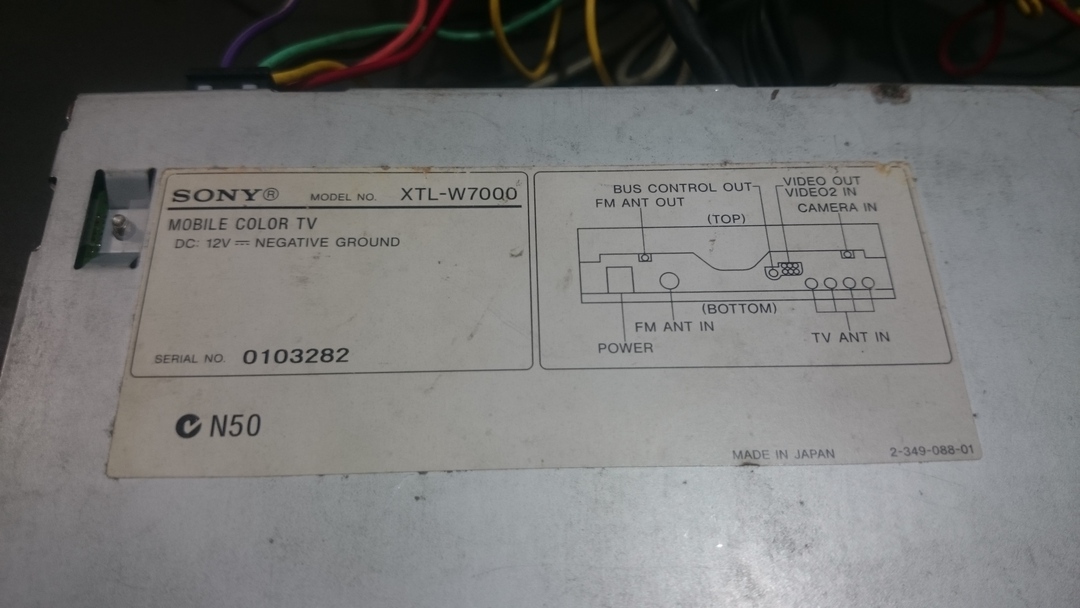 SONY® MODEL NO. XTL-W7000
MOBILE COLOR TV
DC: 12V ⎓ NEGATIVE GROUND
SERIAL NO. 0103282
N50
BUS CONTROL OUT
FM ANT OUT
VIDEO OUT
VIDEO2 IN
CAMERA IN
(TOP)
(BOTTOM)
FM ANT IN
POWER
TV ANT IN
MADE IN JAPAN 2-349-088-01